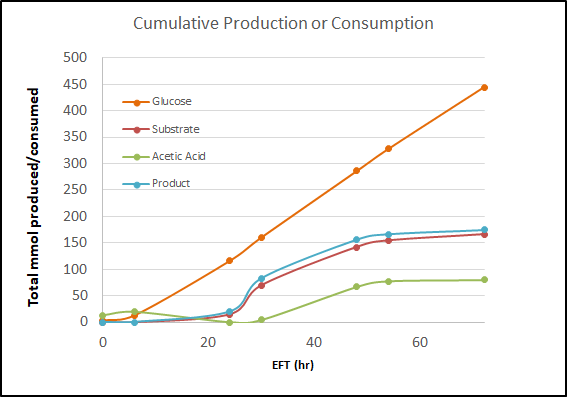 Cumulative Production or Consumption
500
450
400
350
300
250
200
150
100
50
0
Total mmol produced/consumed
Glucose
Substrate
Acetic Acid
Product
0
20
40
60
EFT (hr)